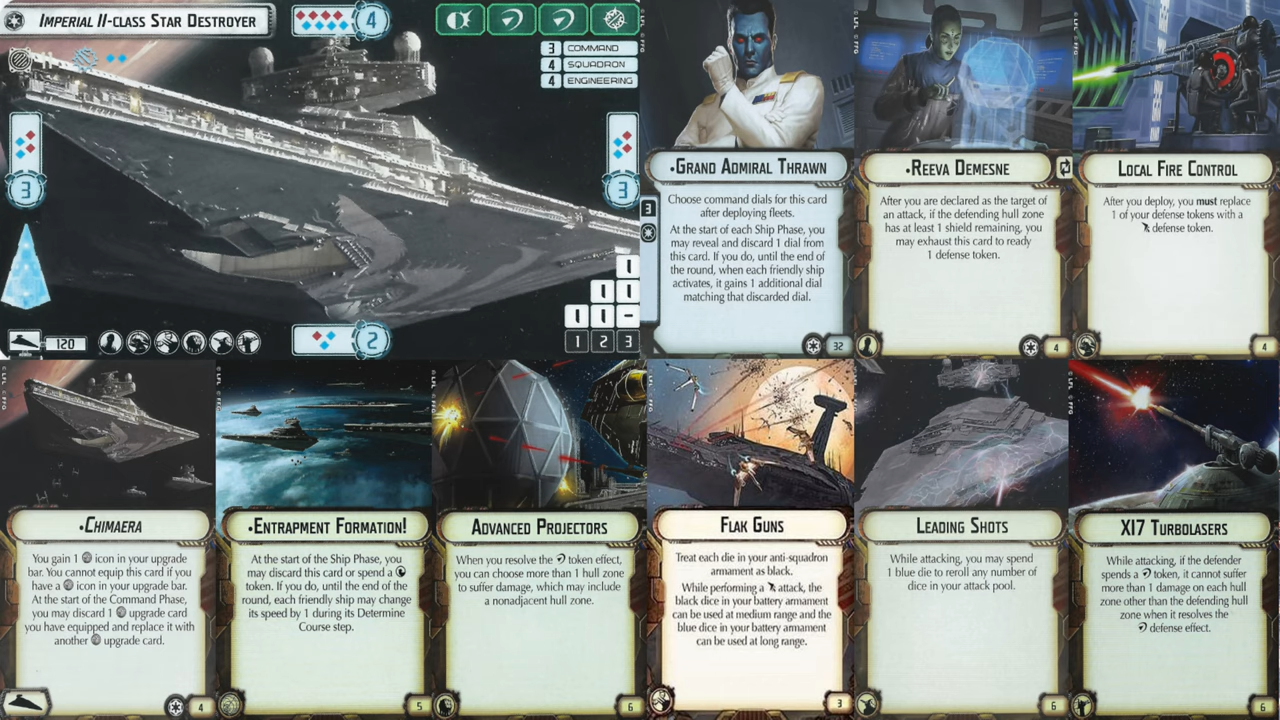 Imperial II-class Star Destroyer
4
3 COMMAND
4 SQUADRON
4 ENGINEERING
3
3
1
1 1
1 1 -
1 2 3
120
2
•Grand Admiral Thrawn
3
Choose command dials for this card
after deploying fleets.
At the start of each Ship Phase, you
may reveal and discard 1 dial from
this card. If you do, until the end of
the round, when each friendly ship
activates, it gains 1 additional dial
matching that discarded dial.
32
•Reeva Demesne
After you are declared as the target of
an attack, if the defending hull zone
has at least 1 shield remaining, you
may exhaust this card to ready
1 defense token.
4
Local Fire Control
After you deploy, you must replace
1 of your defense tokens with a
defense token.
4
•Chimaera
You gain 1 icon in your upgrade
bar. You cannot equip this card if you
have a icon in your upgrade bar.
At the start of the Command Phase,
you may discard 1 upgrade card
you have equipped and replace it with
another upgrade card.
4
•Entrapment Formation!
At the start of the Ship Phase, you
may discard this card or spend a
token. If you do, until the end of the
round, each friendly ship may change
its speed by 1 during its Determine
Course step.
5
Advanced Projectors
When you resolve the token effect,
you can choose more than 1 hull zone
to suffer damage, which may include
a nonadjacent hull zone.
6
Flak Guns
Treat each die in your anti-squadron
armament as black.
While performing a attack, the
black dice in your battery armament
can be used at medium range and the
blue dice in your battery armament
can be used at long range.
3
Leading Shots
While attacking, you may spend
1 blue die to reroll any number of
dice in your attack pool.
6
XI7 Turbolasers
While attacking, if the defender
spends a token, it cannot suffer
more than 1 damage on each hull
zone other than the defending hull
zone when it resolves the
defense effect.
6